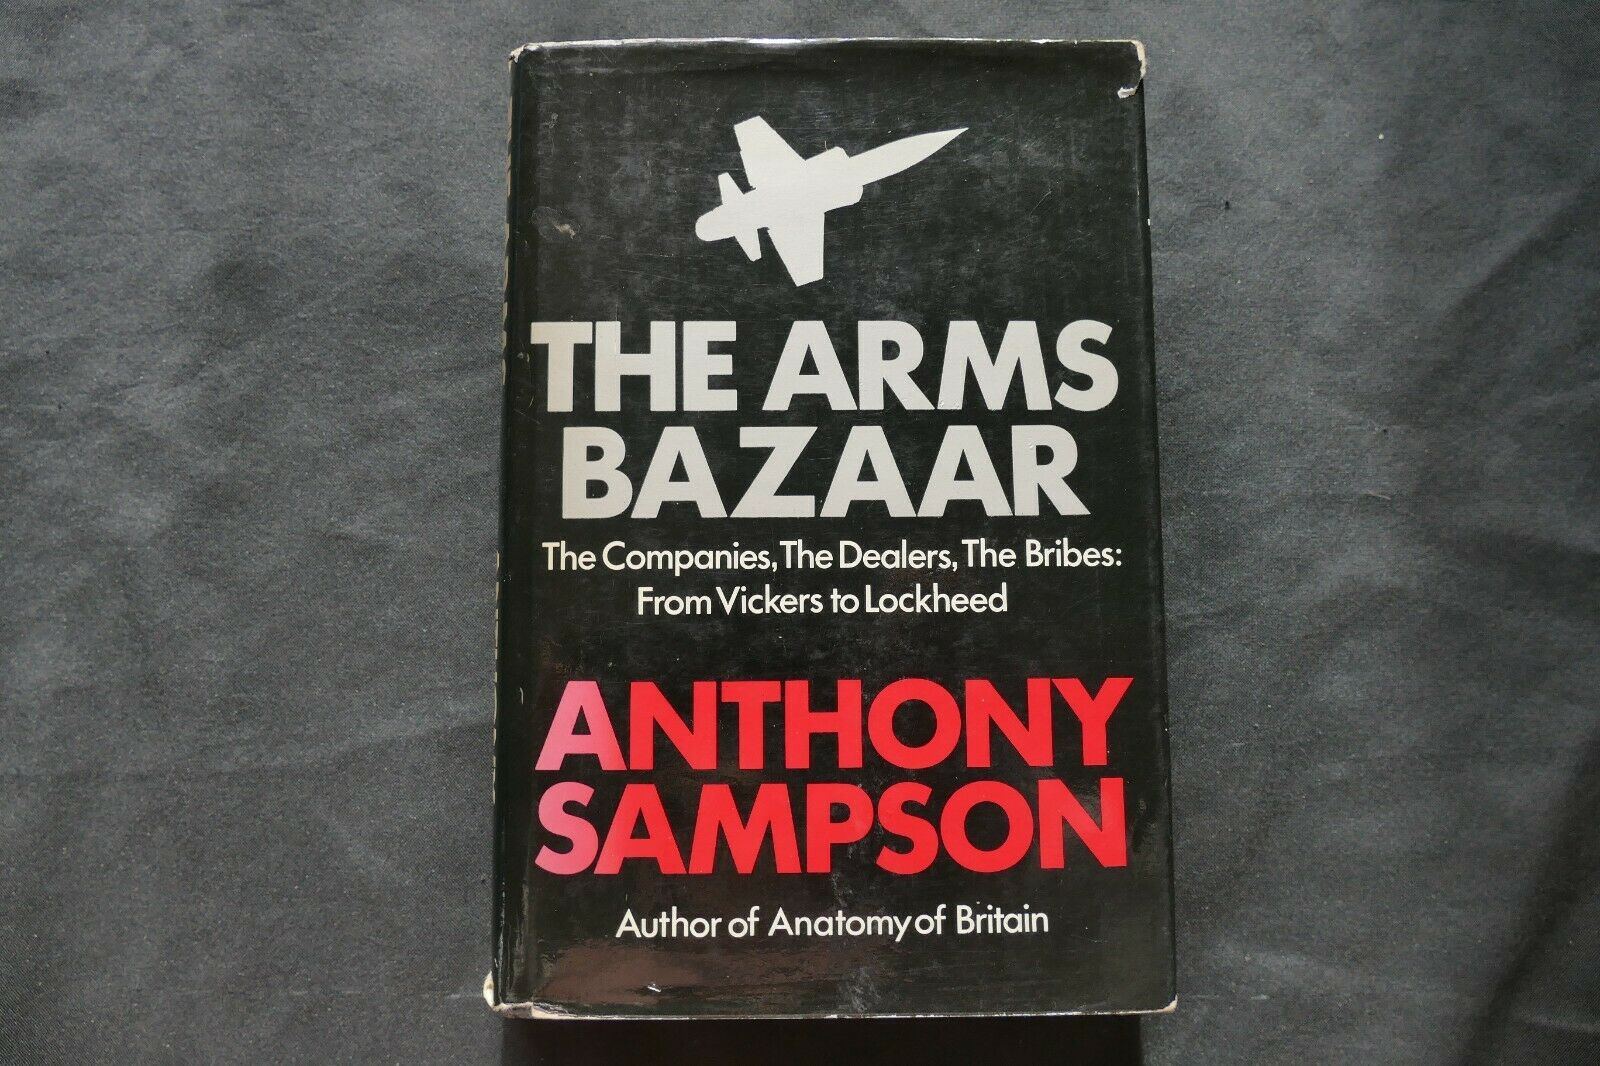 THE ARMS
BAZAAR
The Companies, The Dealers, The Bribes:
From Vickers to Lockheed
ANTHONY
SAMPSON
Author of Anatomy of Britain